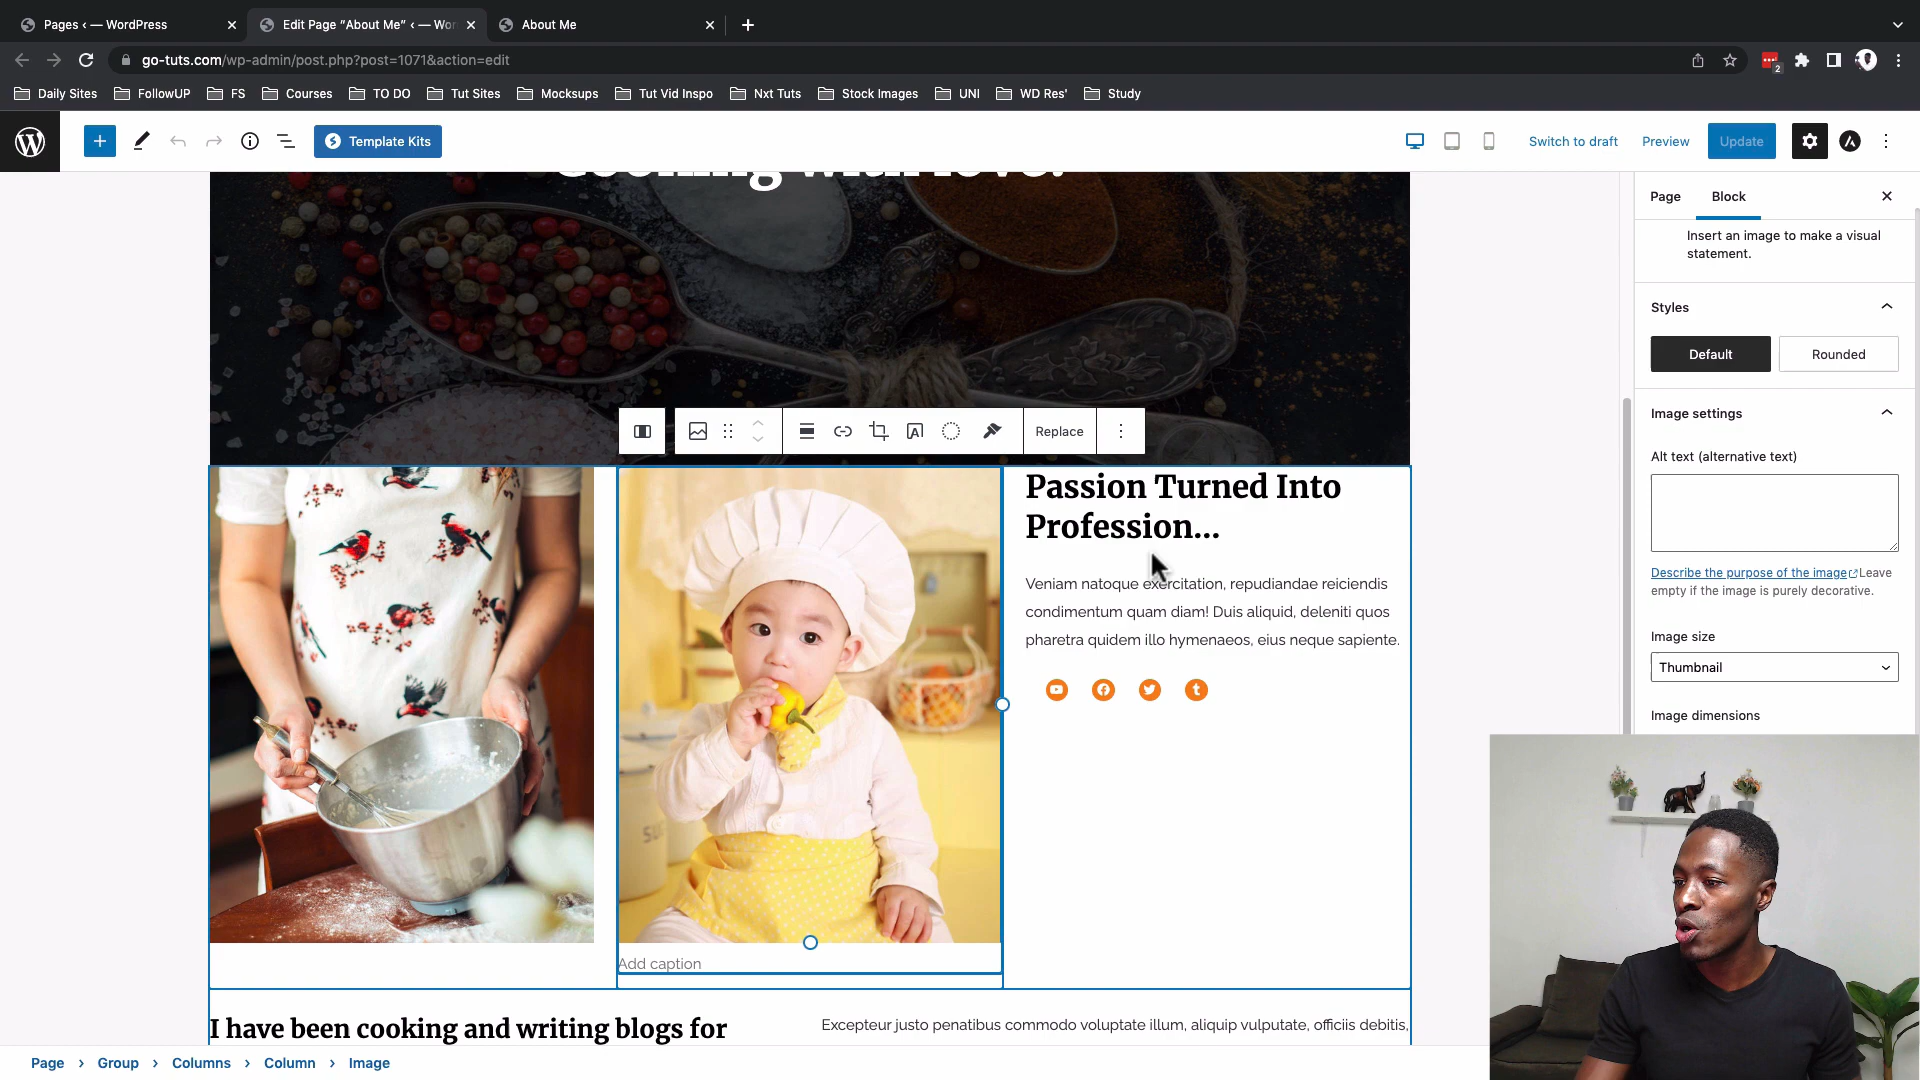 Pages ‹ — WordPress
Edit Page “About Me” ‹ — Wor
About Me
go-tuts.com/wp-admin/post.php?post=1071&action=edit
2
Daily Sites
FollowUP
FS
Courses
TO DO
Tut Sites
Mocksups
Tut Vid Inspo
Nxt Tuts
Stock Images
UNI
WD Res'
Study
Template Kits
Switch to draft
Preview
Update
Cooking with love.
Page
Block
Insert an image to make a visual
statement.
Styles
Default
Rounded
Image settings
Alt text (alternative text)
Describe the purpose of the image Leave
empty if the image is purely decorative.
Image size
Thumbnail
Image dimensions
Replace
Passion Turned Into
Profession...
Veniam natoque exercitation, repudiandae reiciendis
condimentum quam diam! Duis aliquid, deleniti quos
pharetra quidem illo hymenaeos, eius neque sapiente.
Add caption
I have been cooking and writing blogs for
Excepteur justo penatibus commodo voluptate illum, aliquip vulputate, officiis debitis,
Page › Group › Columns › Column › Image